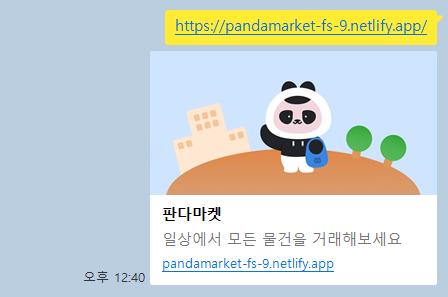 https://pandamarket-fs-9.netlify.app/
판다마켓
일상에서 모든 물건을 거래해보세요
pandamarket-fs-9.netlify.app
오후 12:40